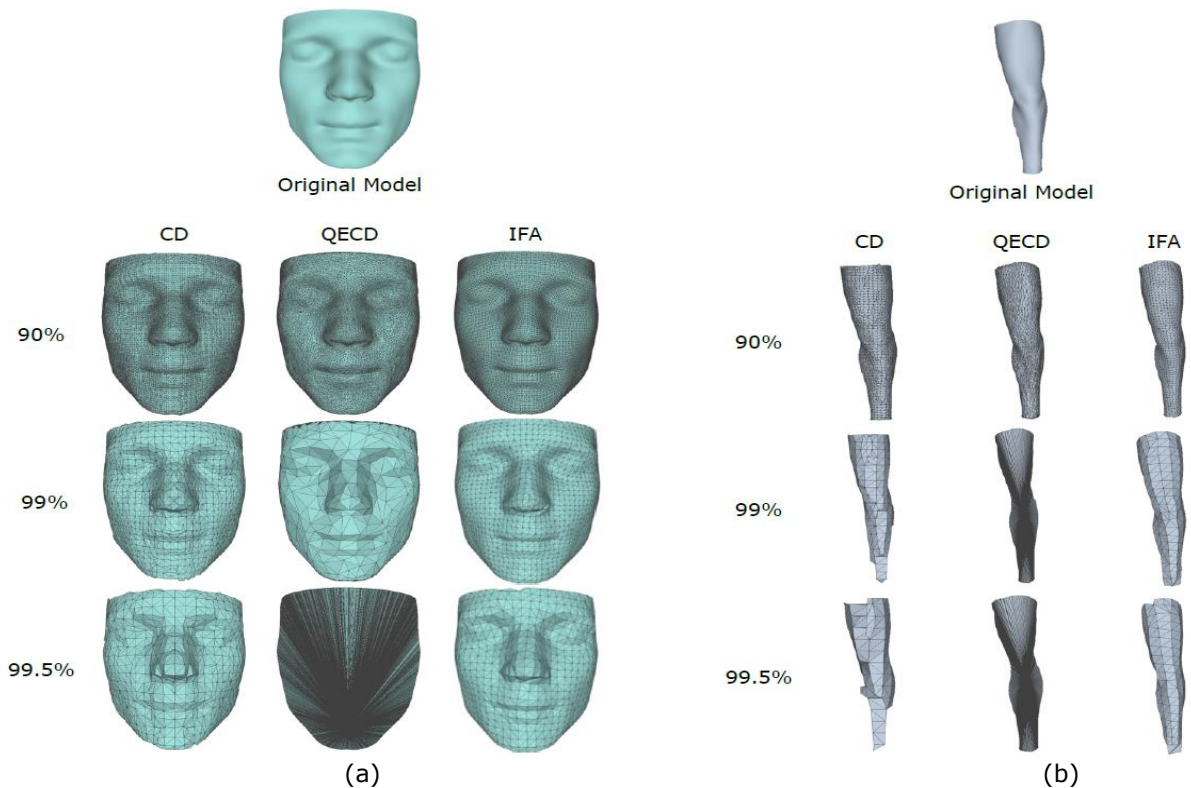 Original Model
CD QECD IFA
90%
99%
99.5%
(a)
Original Model
CD QECD IFA
90%
99%
99.5%
(b)